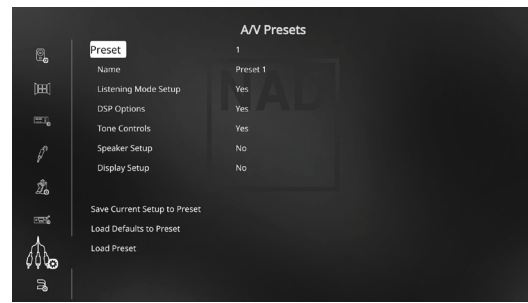 A/V Presets
Preset 1
Name Preset 1
Listening Mode Setup Yes
DSP Options Yes
Tone Controls Yes
Speaker Setup No
Display Setup No
Save Current Setup to Preset
Load Defaults to Preset
Load Preset
NAD